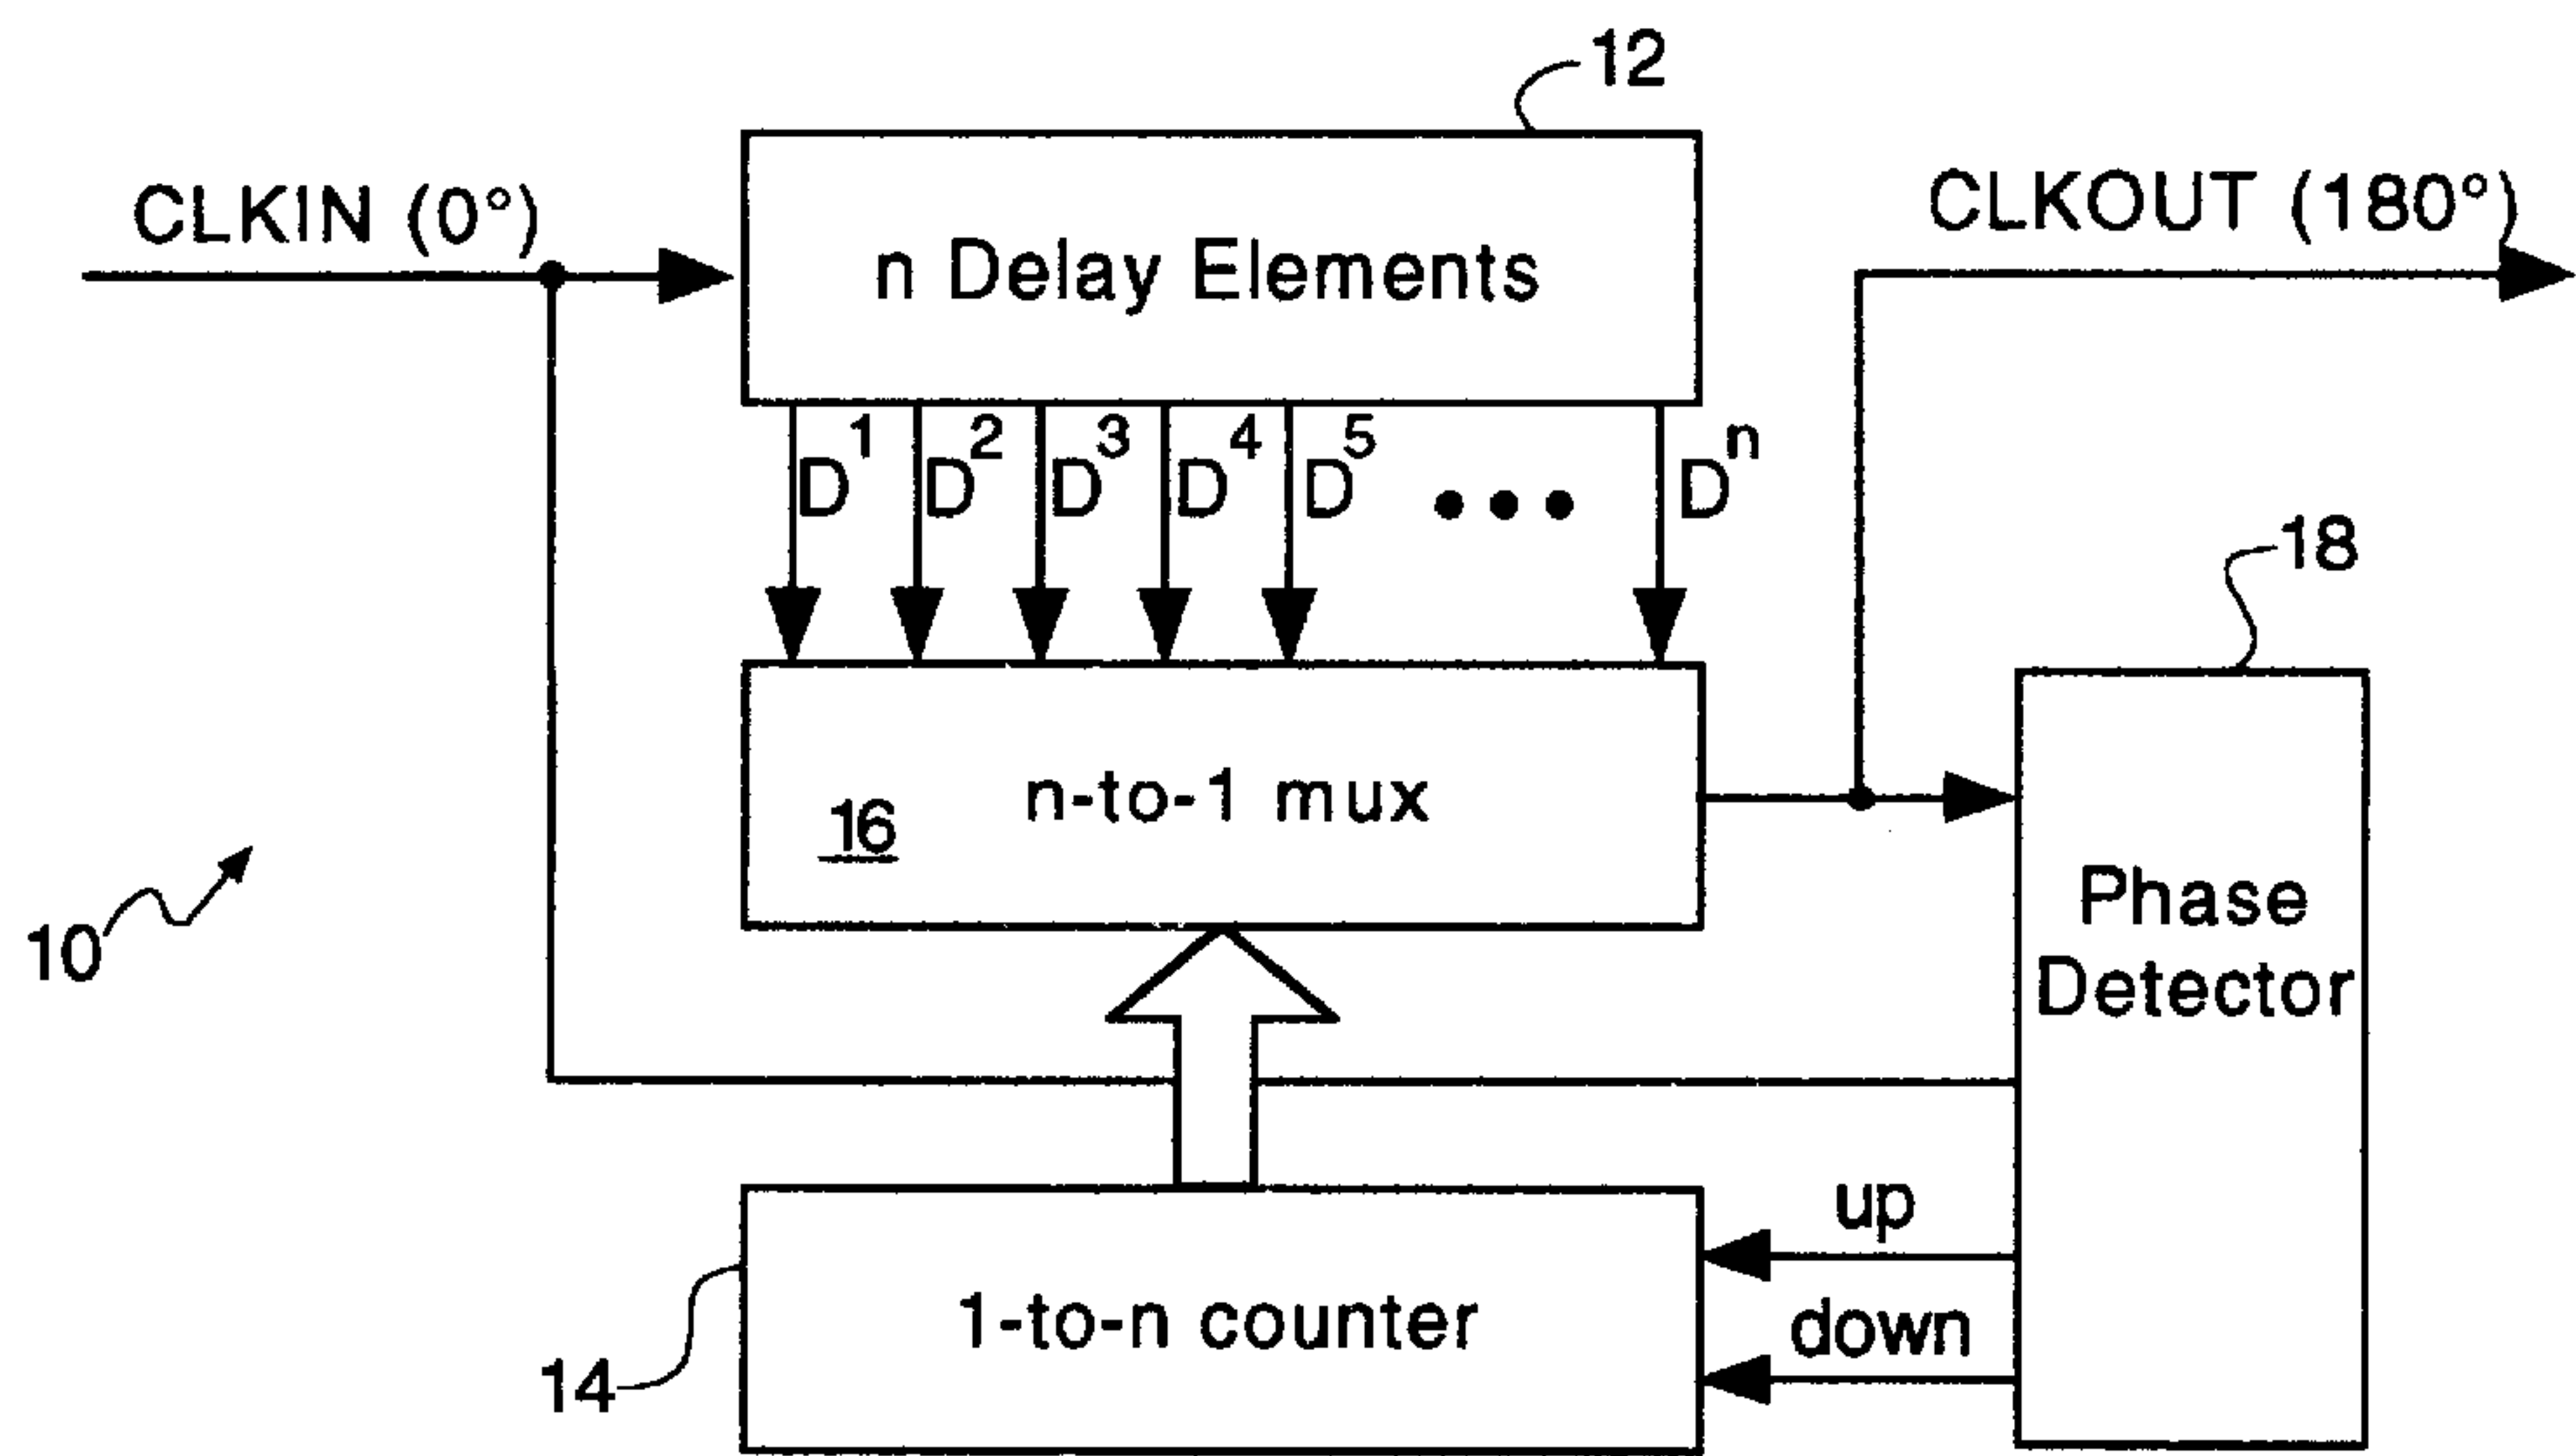 12
CLKIN (0°)
CLKOUT (180°)
n Delay Elements
D¹ D² D³ D⁴ D⁵ ••• Dⁿ
18
n-to-1 mux
16
Phase
Detector
10
up
1-to-n counter
down
14